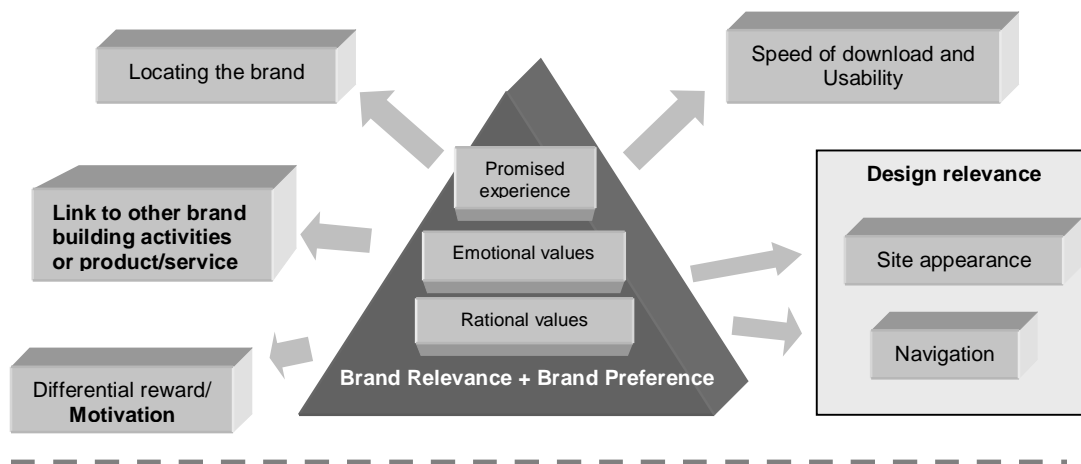 Locating the brand
Speed of download and
Usability
Promised
experience
Design relevance
Link to other brand
building activities
or product/service
Emotional values
Site appearance
Rational values
Navigation
Brand Relevance + Brand Preference
Differential reward/
Motivation